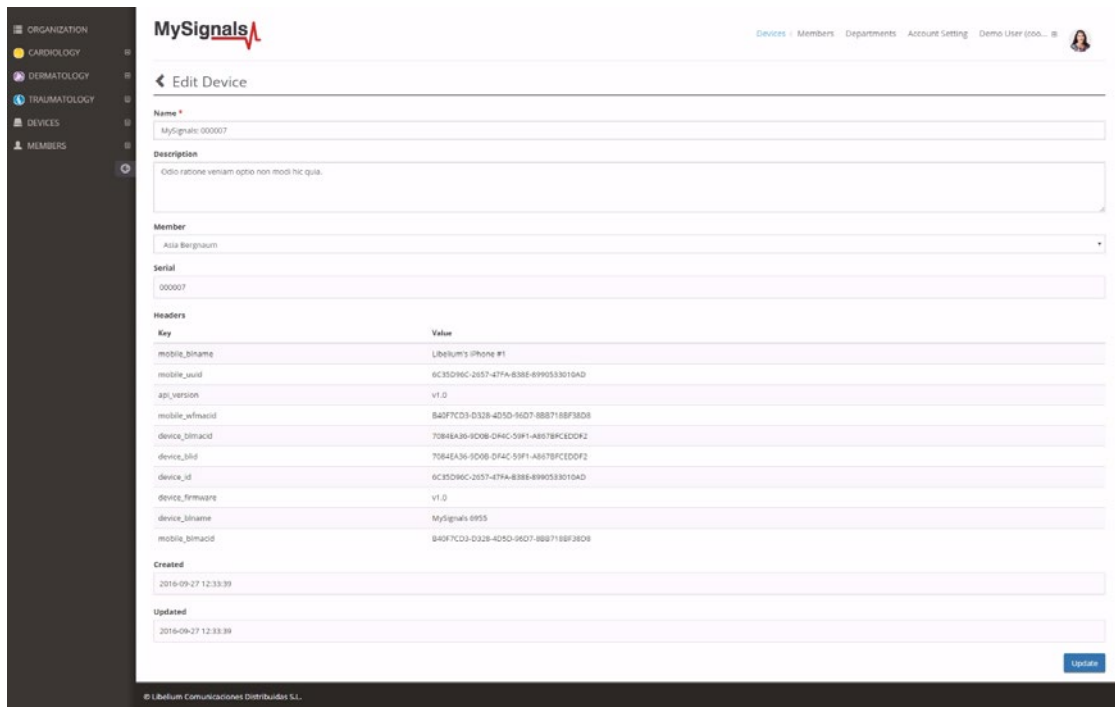 ORGANIZATION
CARDIOLOGY
DERMATOLOGY
TRAUMATOLOGY
DEVICES
MEMBERS
MySignals
Devices / Members Departments Account Setting Demo User (coo...
Edit Device
Name *
MySignals: 000007
Description
Odio ratione veniam optio non modi hic quia.
Member
Asia Bergnaum
Serial
000007
Headers
Key Value
mobile_blname Libelium's iPhone #1
mobile_uuid 6C35D96C-2657-47FA-B38E-8990533010AD
api_version v1.0
mobile_wfmacid B40F7CD3-D328-4D5D-96D7-8BB718BF38D8
device_blmacid 7084EA36-9D0B-DF4C-59F1-A867BFCEDDF2
device_blid 7084EA36-9D0B-DF4C-59F1-A867BFCEDDF2
device_id 6C35D96C-2657-47FA-B38E-8990533010AD
device_firmware v1.0
device_blname MySignals 6955
mobile_blmacid B40F7CD3-D328-4D5D-96D7-8BB718BF38D8
Created
2016-09-27 12:33:39
Updated
2016-09-27 12:33:39
Update
© Libelium Comunicaciones Distribuidas S.L.